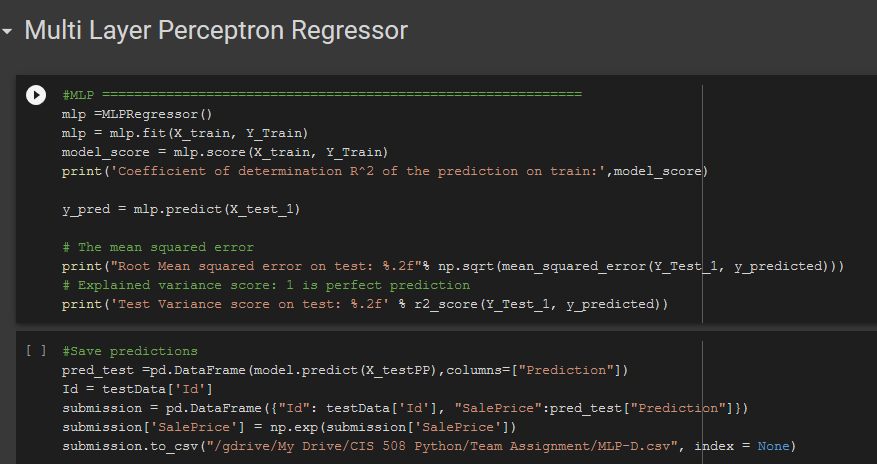 Multi Layer Perceptron Regressor
#MLP ============================================================
mlp =MLPRegressor()
mlp = mlp.fit(X_train, Y_Train)
model_score = mlp.score(X_train, Y_Train)
print('Coefficient of determination R^2 of the prediction on train:',model_score)
y_pred = mlp.predict(X_test_1)
# The mean squared error
print("Root Mean squared error on test: %.2f"% np.sqrt(mean_squared_error(Y_Test_1, y_predicted)))
# Explained variance score: 1 is perfect prediction
print('Test Variance score on test: %.2f' % r2_score(Y_Test_1, y_predicted))
[ ] #Save predictions
pred_test =pd.DataFrame(model.predict(X_testPP),columns=["Prediction"])
Id = testData['Id']
submission = pd.DataFrame({"Id": testData['Id'], "SalePrice":pred_test["Prediction"]})
submission['SalePrice'] = np.exp(submission['SalePrice'])
submission.to_csv("/gdrive/My Drive/CIS 508 Python/Team Assignment/MLP-D.csv", index = None)